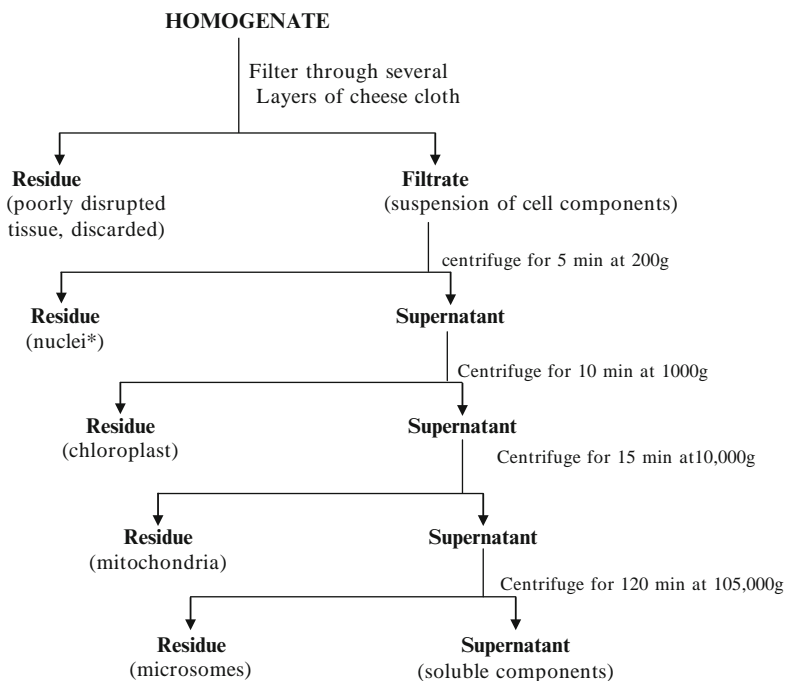 HOMOGENATE
Filter through several
Layers of cheese cloth
Residue
(poorly disrupted
tissue, discarded)
Filtrate
(suspension of cell components)
centrifuge for 5 min at 200g
Residue
(nuclei*)
Supernatant
Centrifuge for 10 min at 1000g
Residue
(chloroplast)
Supernatant
Centrifuge for 15 min at10,000g
Residue
(mitochondria)
Supernatant
Centrifuge for 120 min at 105,000g
Residue
(microsomes)
Supernatant
(soluble components)